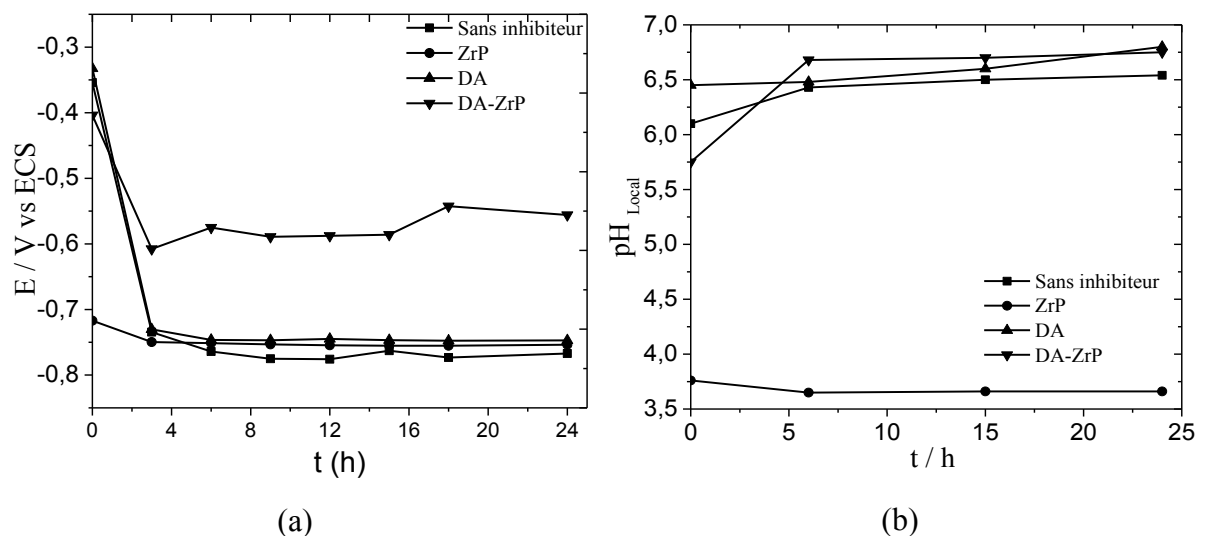 -0,3
-0,4
-0,5
-0,6
-0,7
-0,8
E / V vs ECS
Sans inhibiteur
ZrP
DA
DA-ZrP
0 4 8 12 16 20 24
t (h)
(a)
7,0
6,5
6,0
5,5
5,0
4,5
4,0
3,5
pH Local
Sans inhibiteur
ZrP
DA
DA-ZrP
0 5 10 15 20 25
t / h
(b)